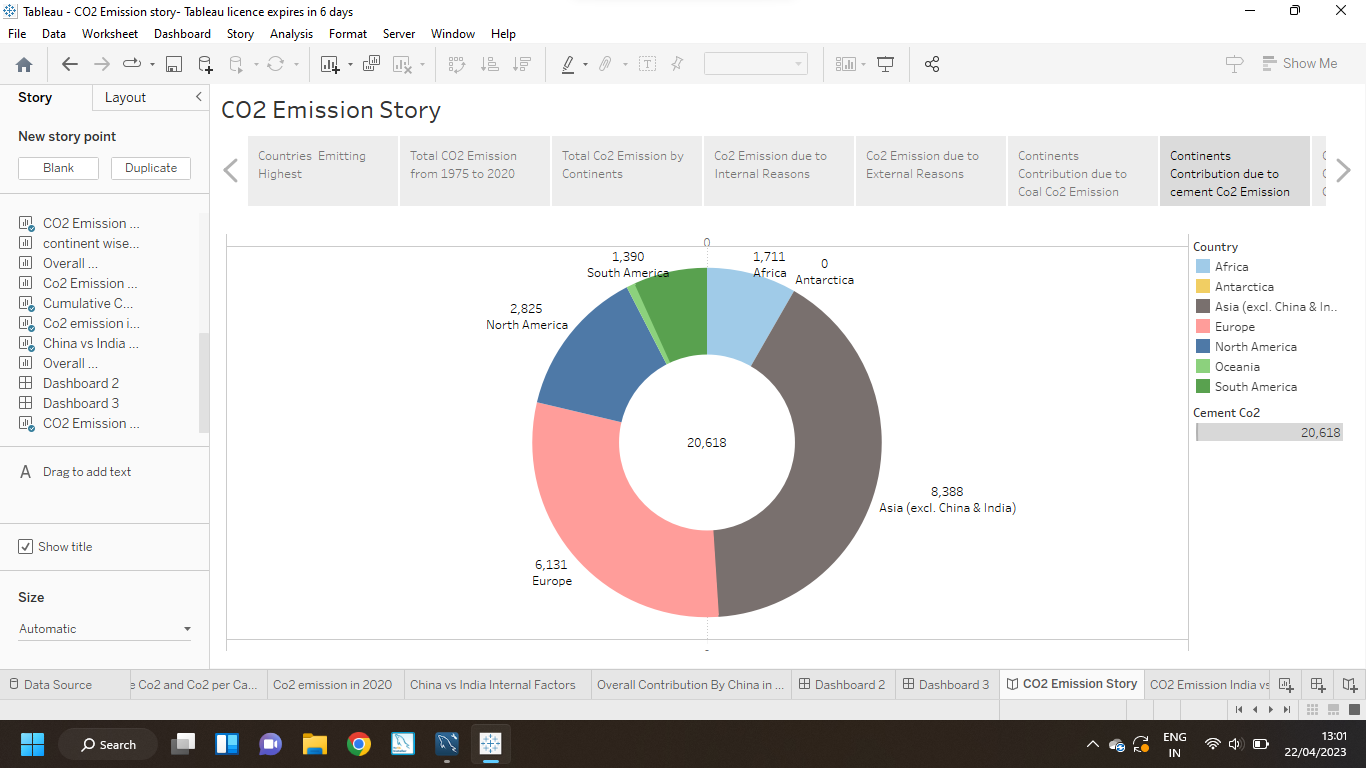 Tableau - CO2 Emission story- Tableau licence expires in 6 days
File Data Worksheet Dashboard Story Analysis Format Server Window Help
Show Me
Story Layout
New story point
Blank Duplicate
CO2 Emission ...
continent wise...
Overall ...
Co2 Emission ...
Cumulative C...
Co2 emission i...
China vs India ...
Overall ...
Dashboard 2
Dashboard 3
CO2 Emission ...
A Drag to add text
Show title
Size
Automatic
CO2 Emission Story
Countries Emitting
Highest
Total CO2 Emission
from 1975 to 2020
Total Co2 Emission by
Continents
Co2 Emission due to
Internal Reasons
Co2 Emission due to
External Reasons
Continents
Contribution due to
Coal Co2 Emission
Continents
Contribution due to
cement Co2 Emission
0
1,390
South America
1,711
Africa
0
Antarctica
2,825
North America
20,618
8,388
Asia (excl. China & India)
6,131
Europe
Country
Africa
Antarctica
Asia (excl. China & In..
Europe
North America
Oceania
South America
Cement Co2
20,618
Data Source
e Co2 and Co2 per Ca...
Co2 emission in 2020
China vs India Internal Factors
Overall Contribution By China in ...
Dashboard 2
Dashboard 3
CO2 Emission Story
CO2 Emission India vs
Search
ENG
IN
13:01
22/04/2023